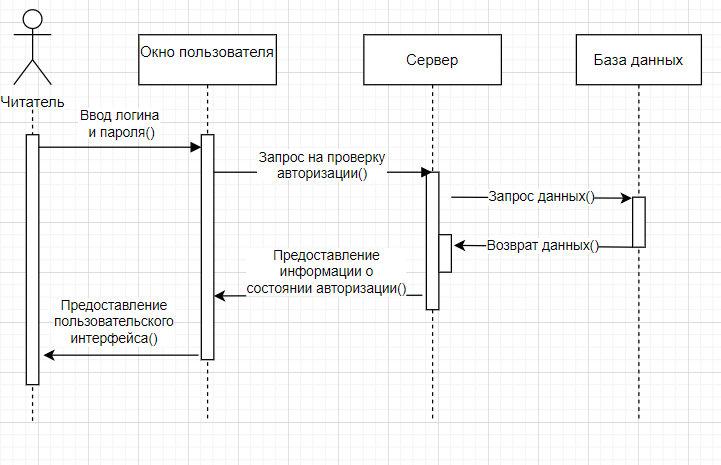 Читатель
Окно пользователя
Сервер
База данных
Ввод логина
и пароля()
Запрос на проверку
авторизации()
Запрос данных()
Возврат данных()
Предоставление
информации о
состоянии авторизации()
Предоставление
пользовательского
интерфейса()